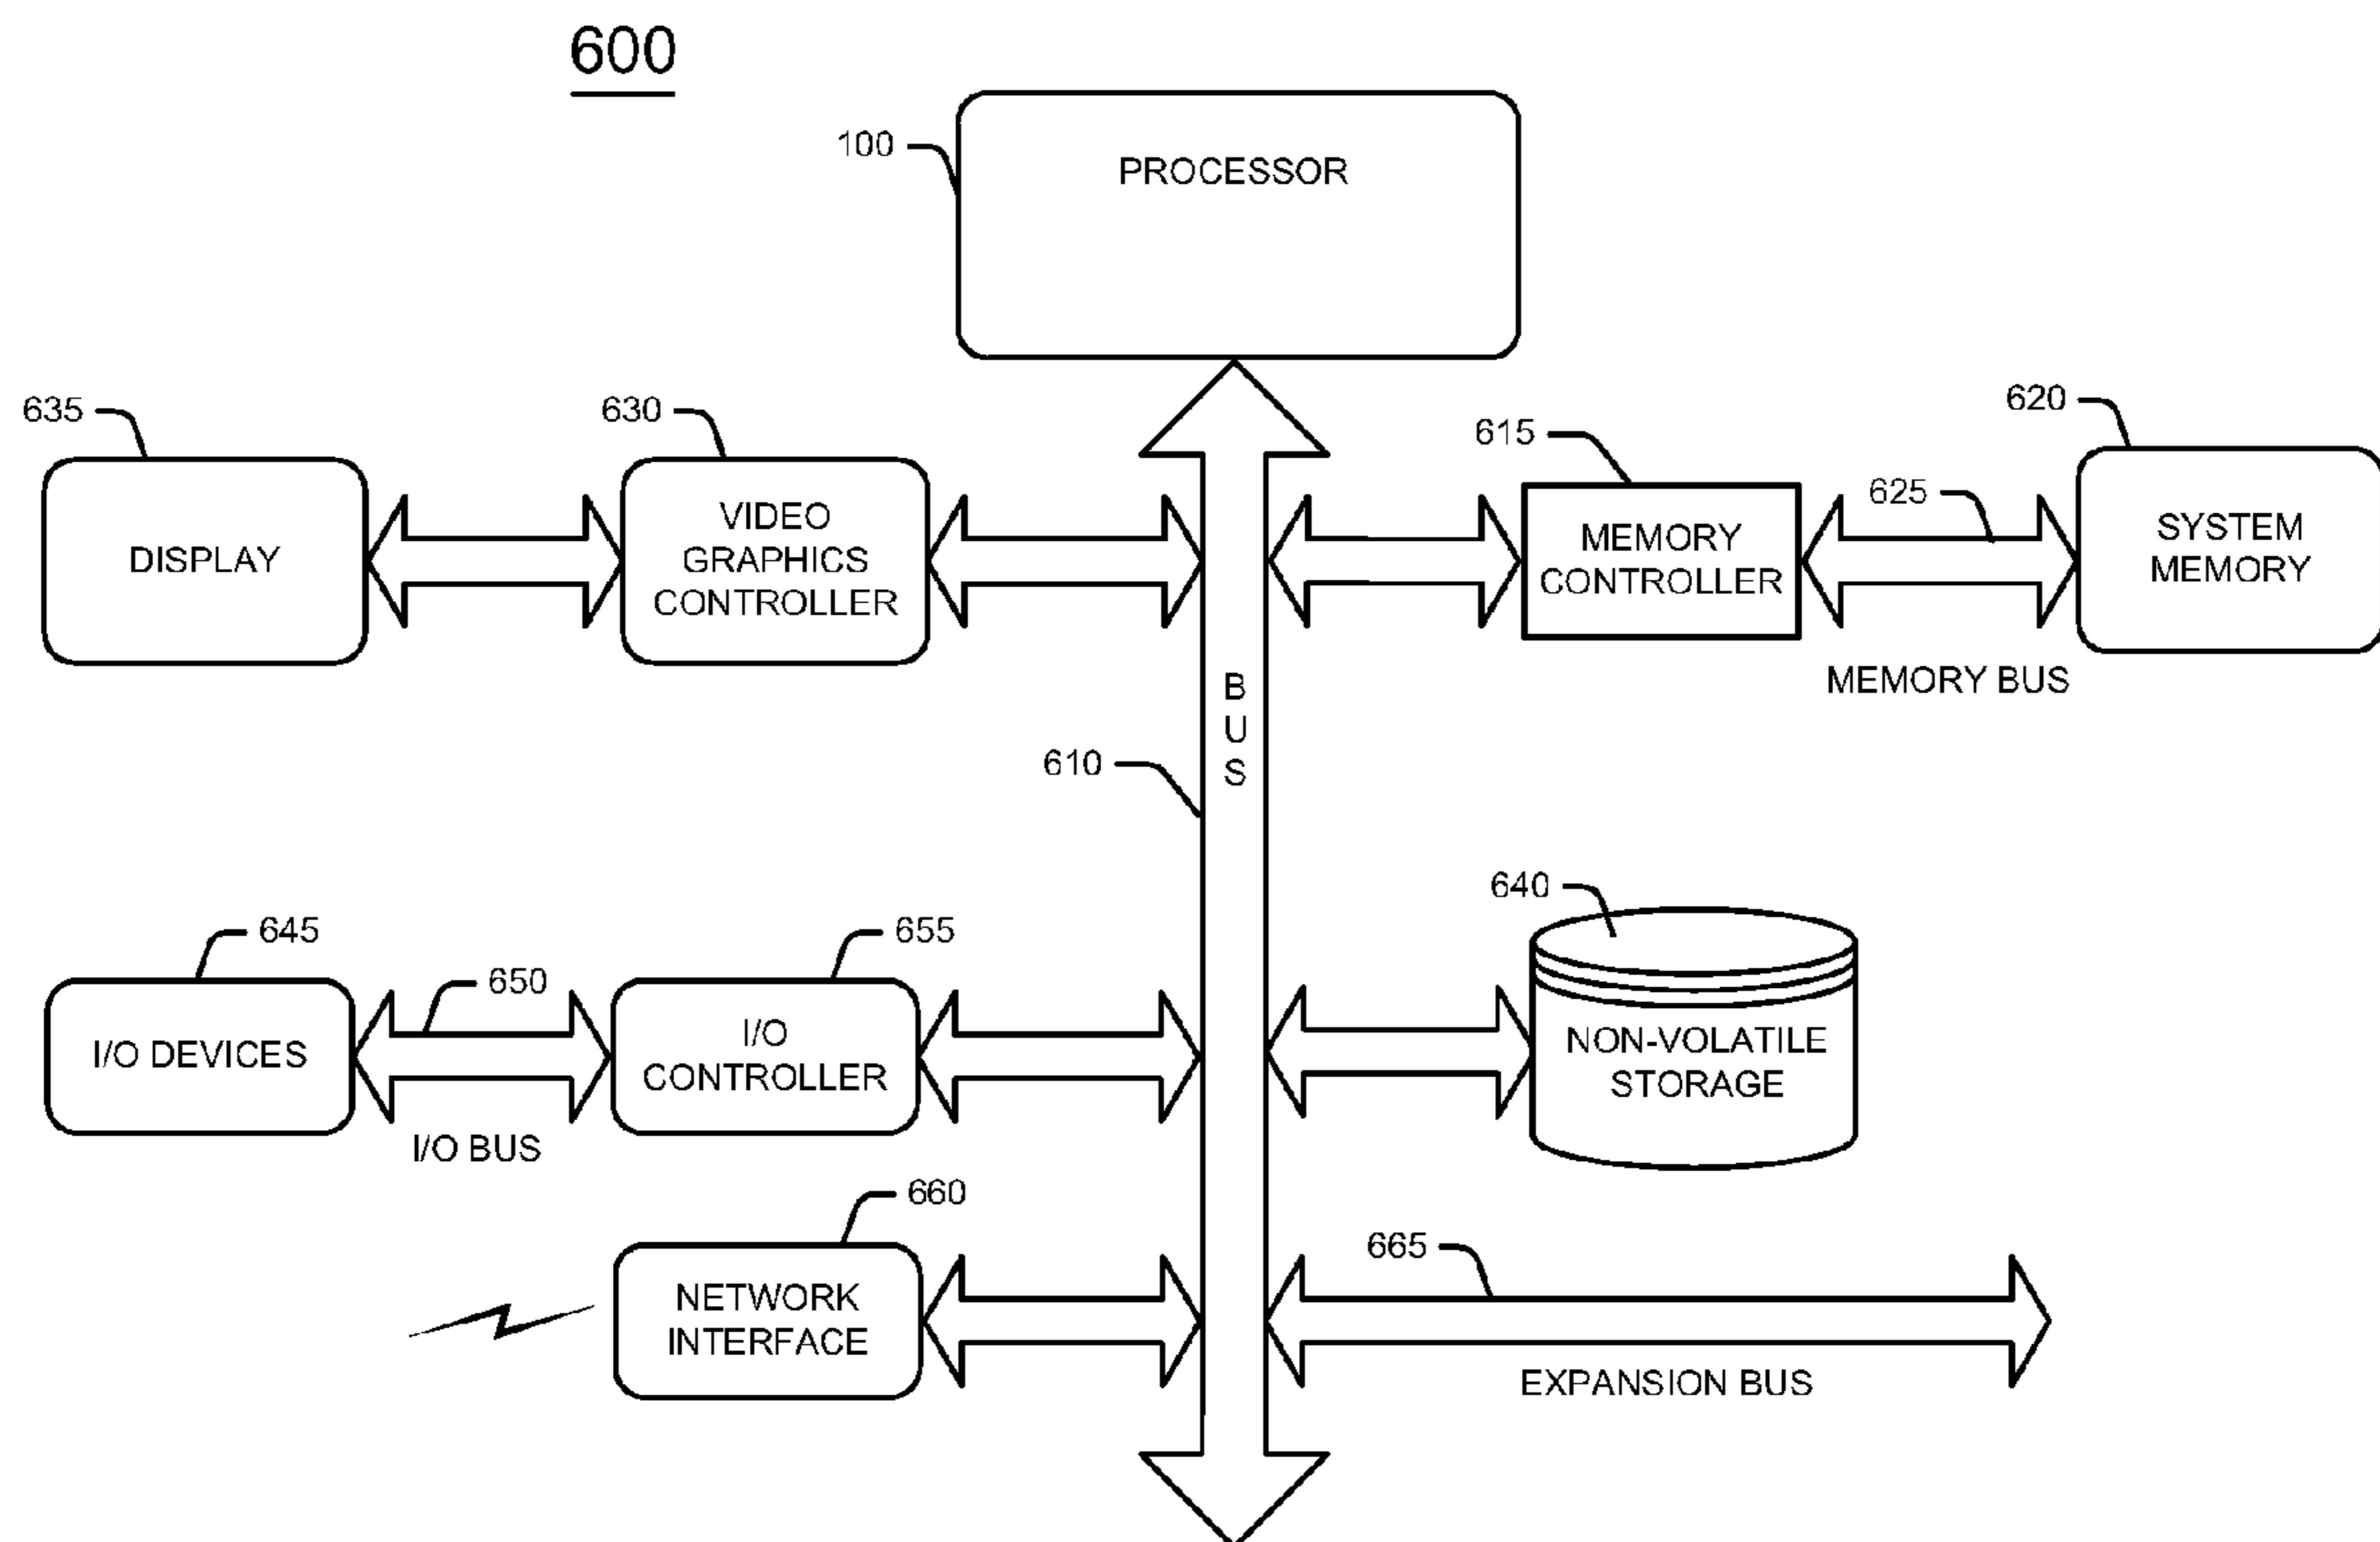 600
100
PROCESSOR
635
630
615
620
625
DISPLAY
VIDEO
GRAPHICS
CONTROLLER
MEMORY
CONTROLLER
SYSTEM
MEMORY
MEMORY BUS
B
U
S
610
640
645
650
655
I/O DEVICES
I/O
CONTROLLER
NON-VOLATILE
STORAGE
I/O BUS
660
665
NETWORK
INTERFACE
EXPANSION BUS